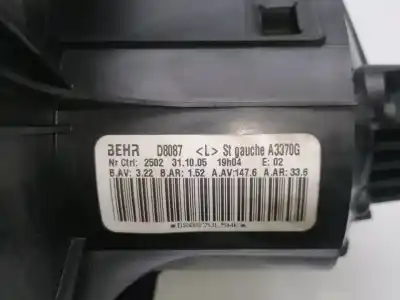 BEHR D8087 <L> St gauche A3370G
Nr Ctrl: 2502 31.10.05 19h04 E: 02
B.AV: 3.22 B.AR: 1.52 A.AV:147.6 A.AR: 33.6